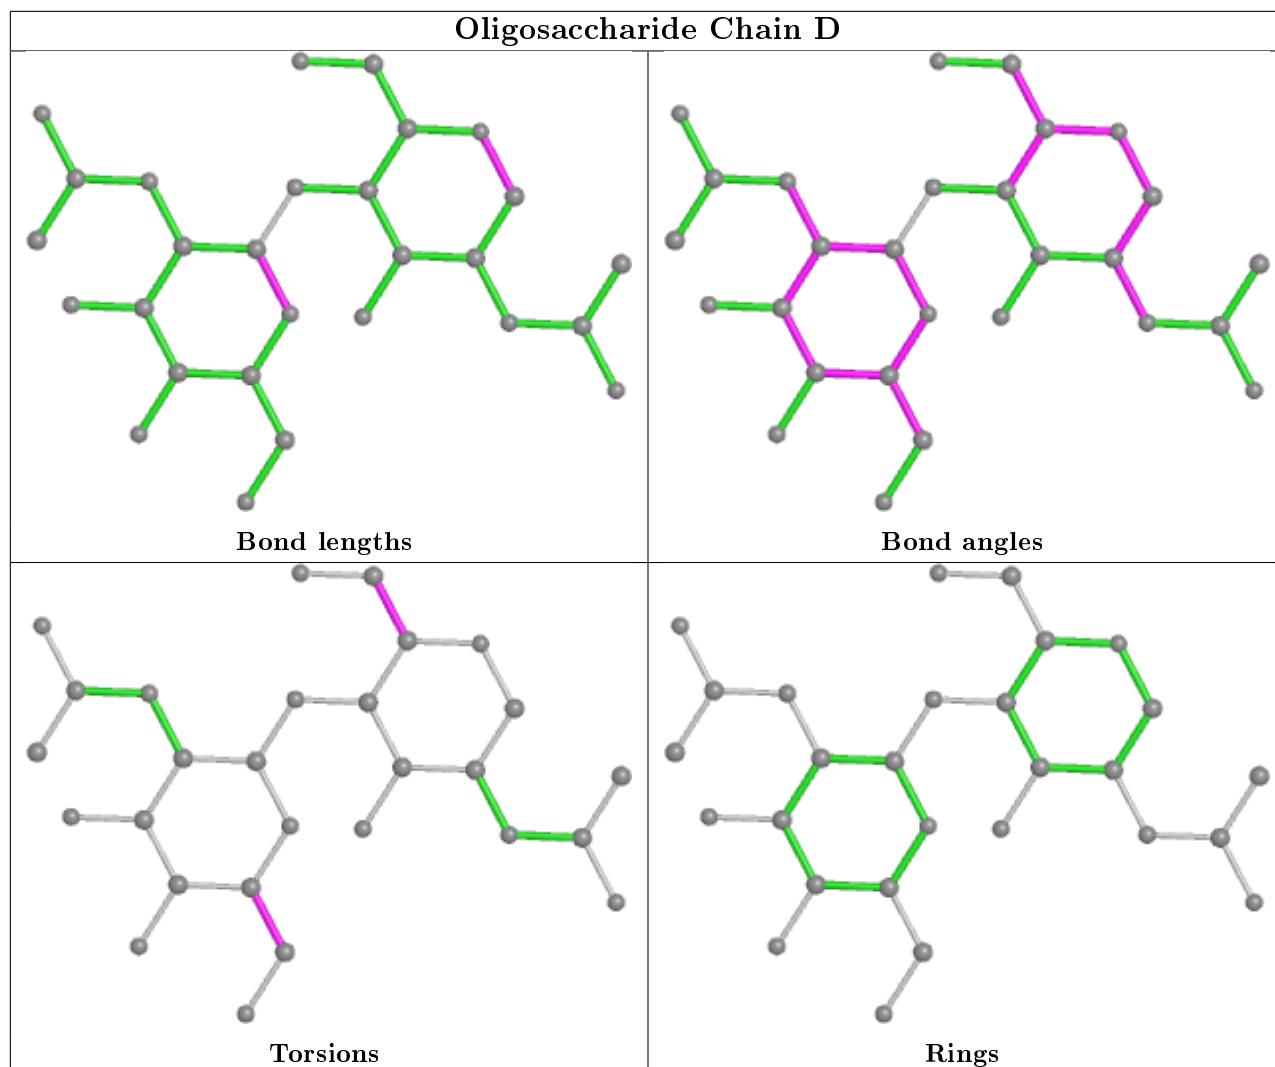 Oligosaccharide Chain D
Bond lengths
Bond angles
Torsions
Rings